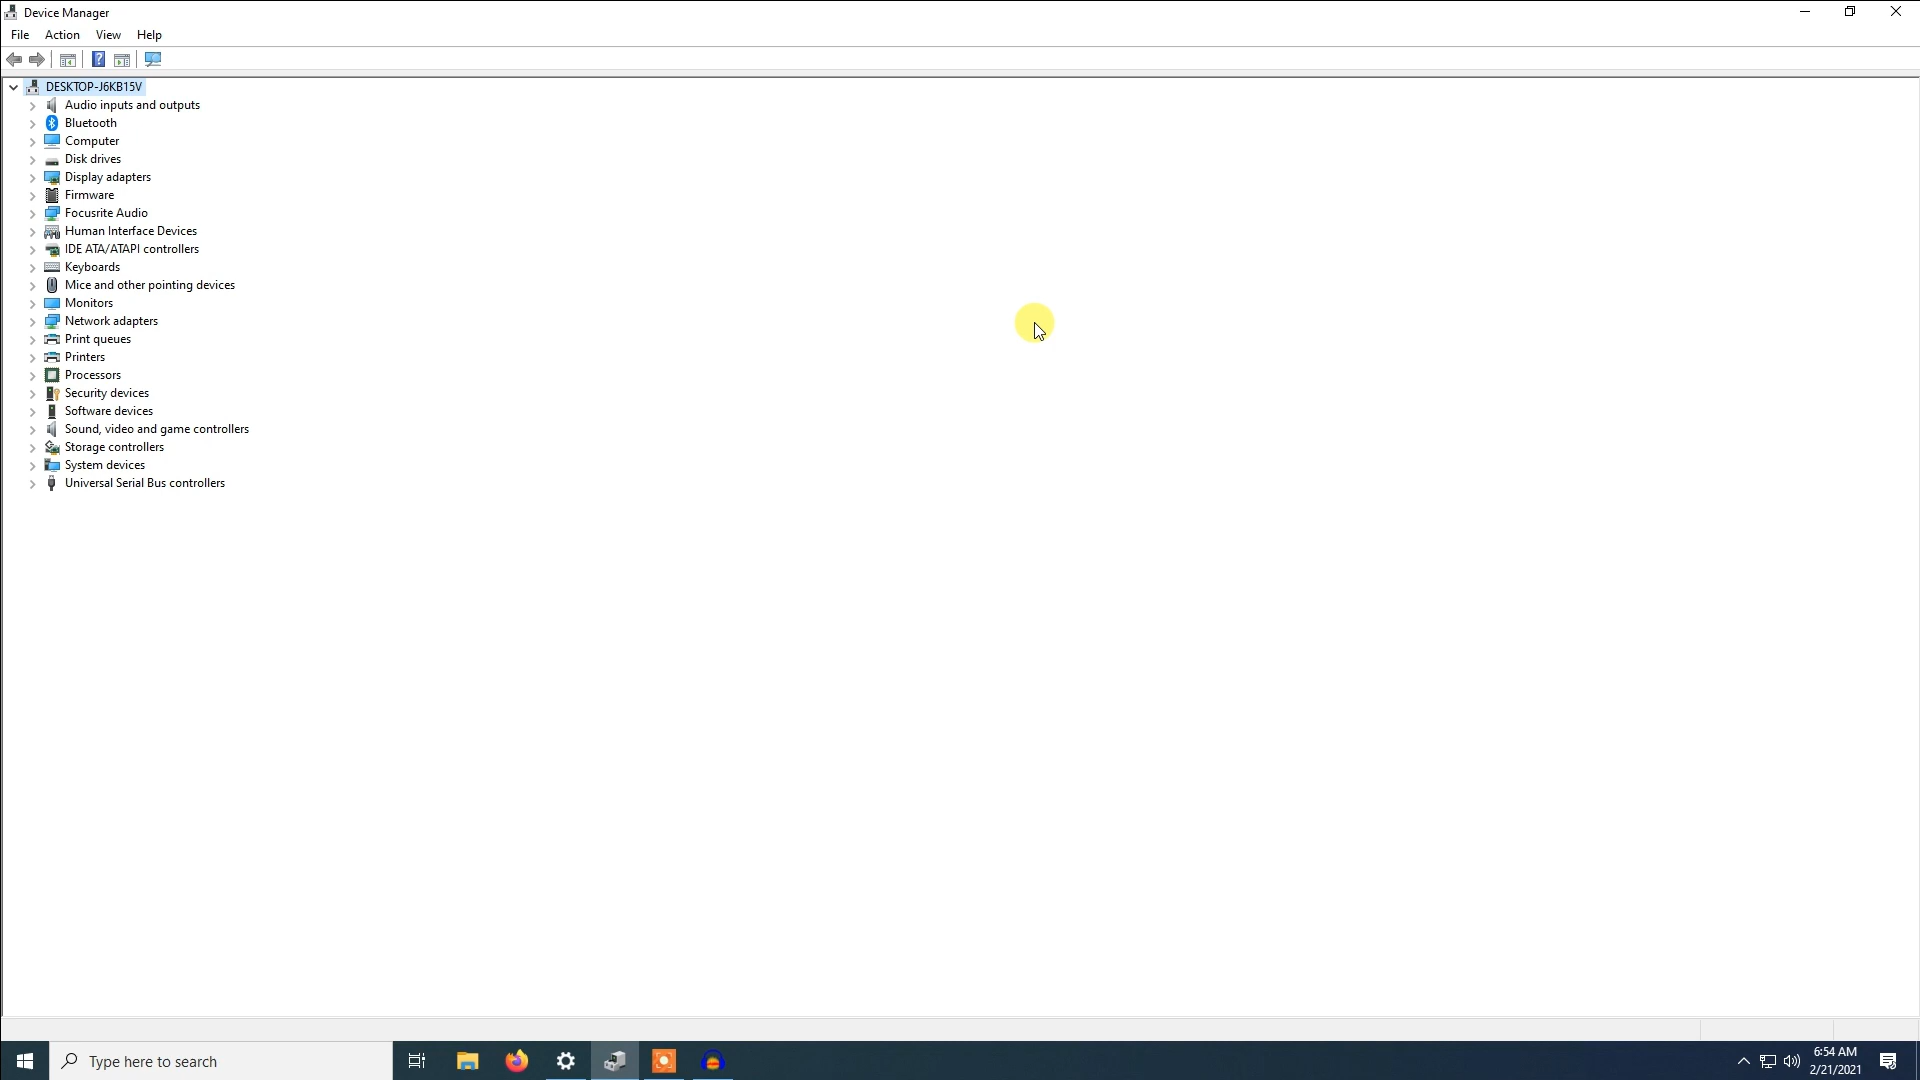 Device Manager
File Action View Help
DESKTOP-J6KB15V
Audio inputs and outputs
Bluetooth
Computer
Disk drives
Display adapters
Firmware
Focusrite Audio
Human Interface Devices
IDE ATA/ATAPI controllers
Keyboards
Mice and other pointing devices
Monitors
Network adapters
Print queues
Printers
Processors
Security devices
Software devices
Sound, video and game controllers
Storage controllers
System devices
Universal Serial Bus controllers
Type here to search
6:54 AM
2/21/2021